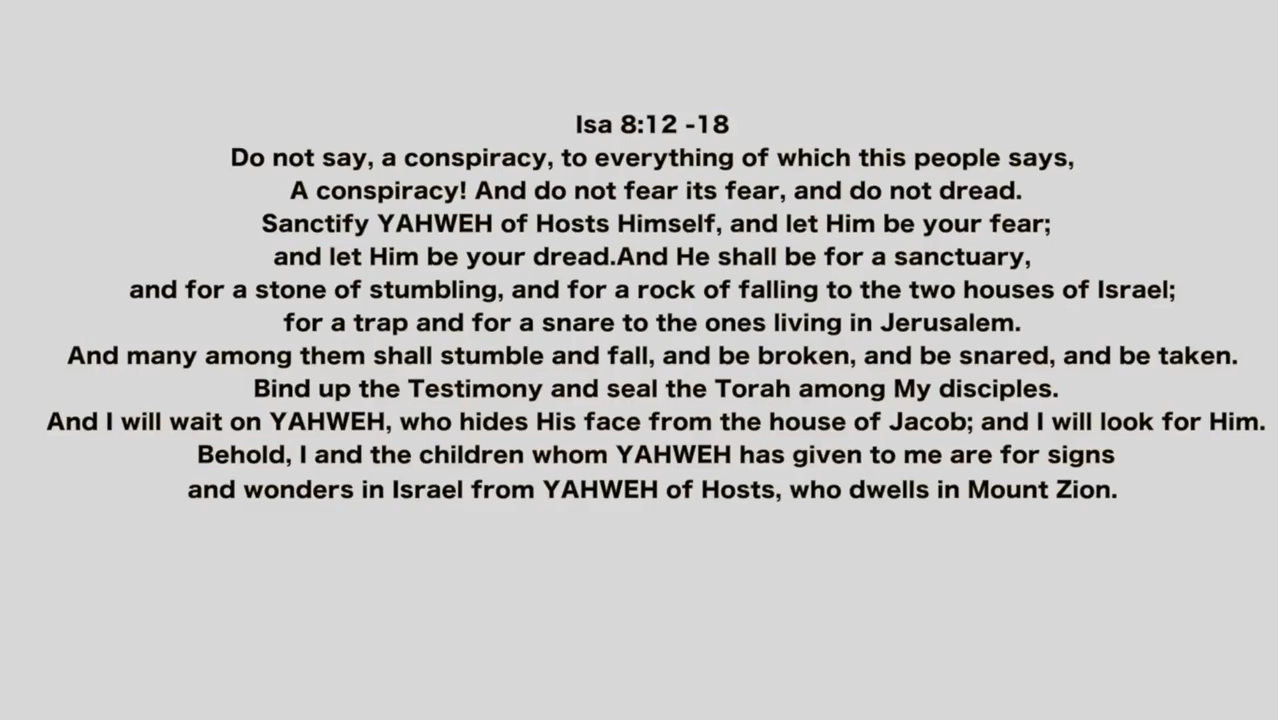 Isa 8:12 -18
Do not say, a conspiracy, to everything of which this people says,
A conspiracy! And do not fear its fear, and do not dread.
Sanctify YAHWEH of Hosts Himself, and let Him be your fear;
and let Him be your dread.And He shall be for a sanctuary,
and for a stone of stumbling, and for a rock of falling to the two houses of Israel;
for a trap and for a snare to the ones living in Jerusalem.
And many among them shall stumble and fall, and be broken, and be snared, and be taken.
Bind up the Testimony and seal the Torah among My disciples.
And I will wait on YAHWEH, who hides His face from the house of Jacob; and I will look for Him.
Behold, I and the children whom YAHWEH has given to me are for signs
and wonders in Israel from YAHWEH of Hosts, who dwells in Mount Zion.